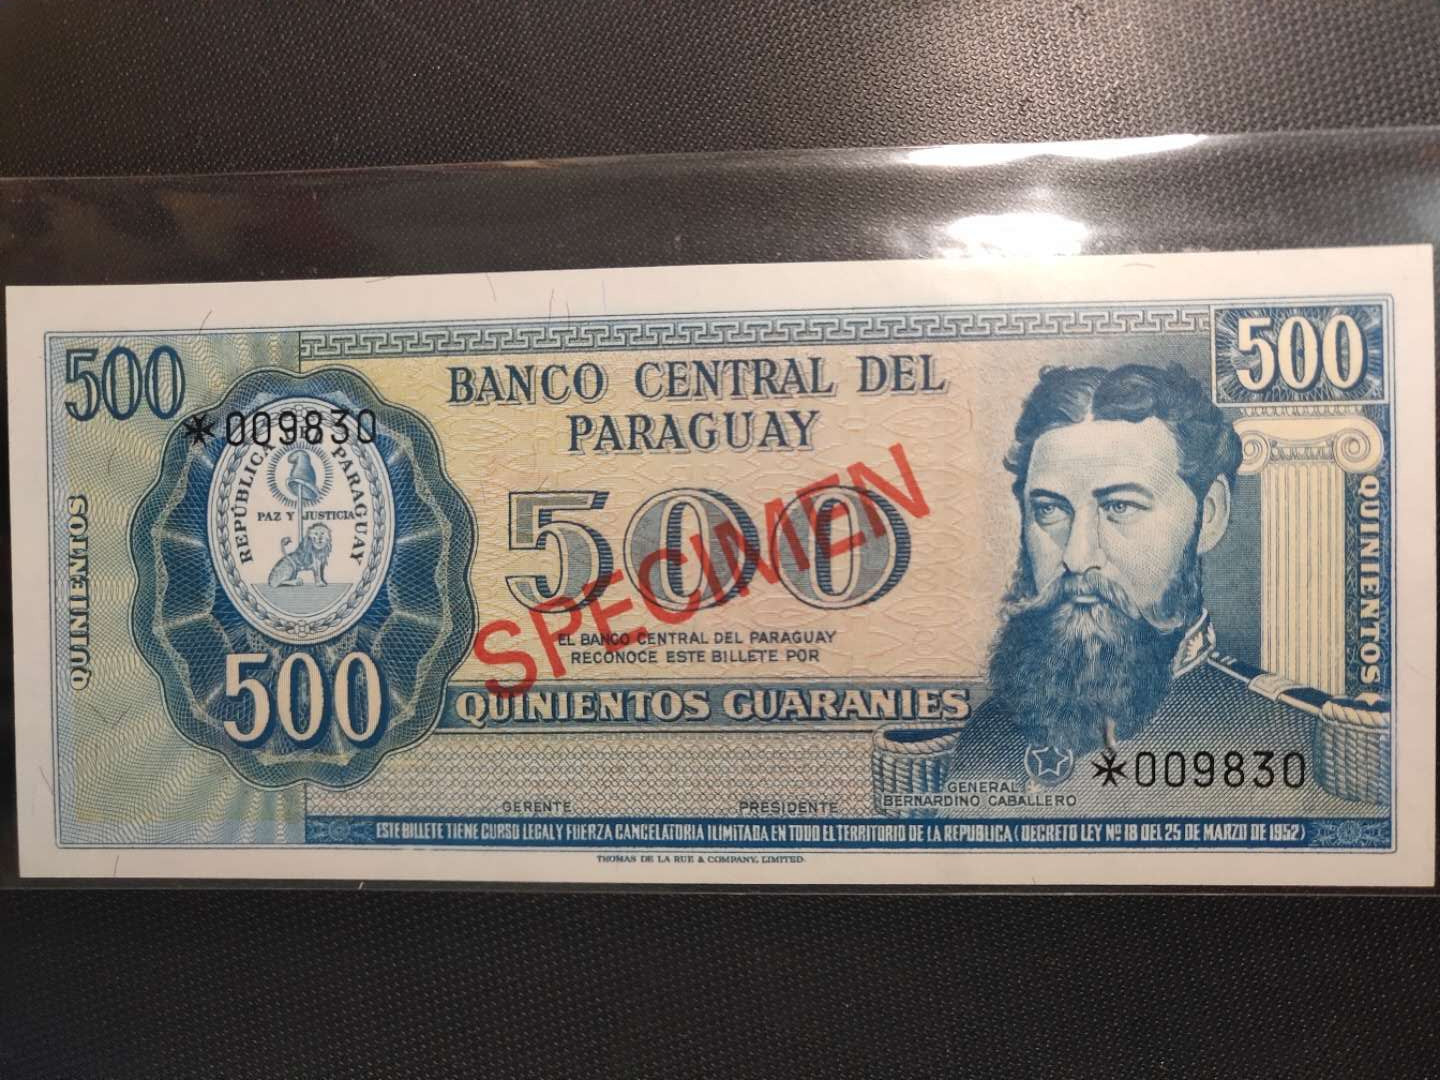 500
500
BANCO CENTRAL DEL
PARAGUAY
*009830
REPÚBLICA PARAGUAY
PAZ Y JUSTICIA
500
SPECIMEN
QUINIENTOS
QUINIENTOS
EL BANCO CENTRAL DEL PARAGUAY
RECONOCE ESTE BILLETE POR
500
QUINIENTOS GUARANIES
*009830
GERENTE
PRESIDENTE
GENERAL
BERNARDINO CABALLERO
ESTE BILLETE TIENE CURSO LEGAL Y FUERZA CANCELATORIA ILIMITADA EN TODO EL TERRITORIO DE LA REPUBLICA (DECRETO LEY Nº 18 DEL 25 DE MARZO DE 1952)
THOMAS DE LA RUE & COMPANY, LIMITED.